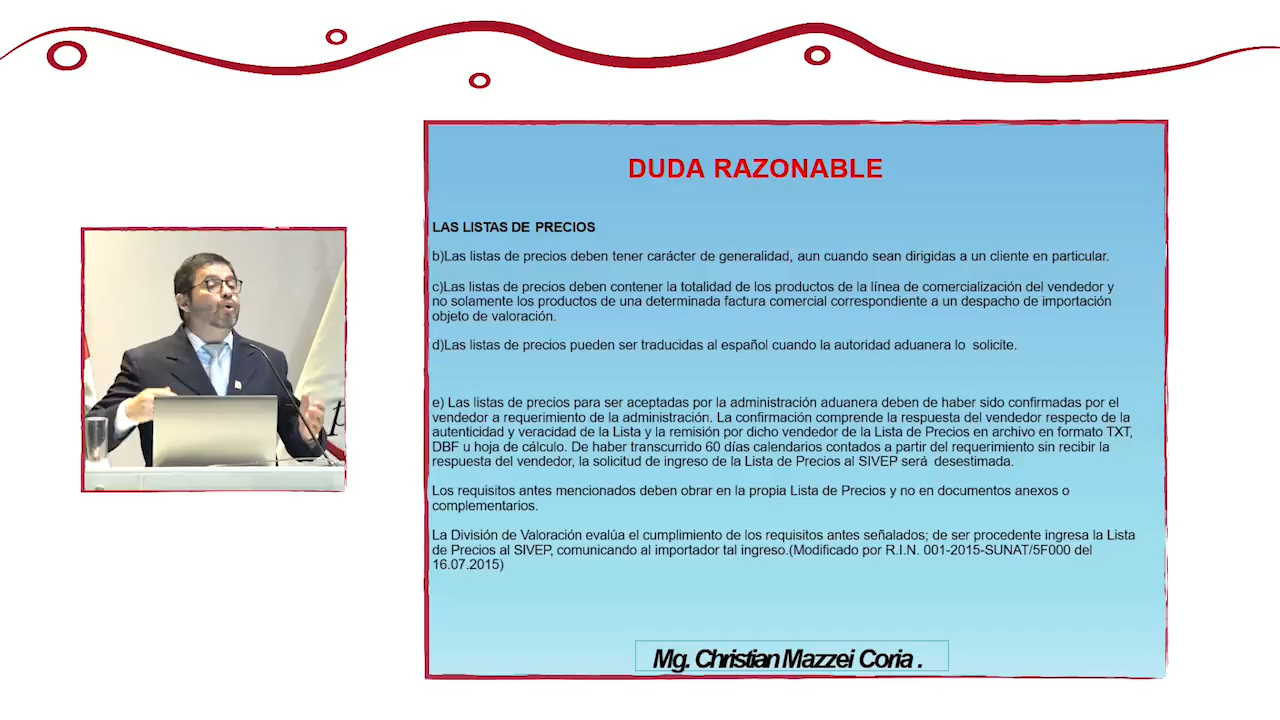 DUDA RAZONABLE
LAS LISTAS DE PRECIOS
b)Las listas de precios deben tener carácter de generalidad, aun cuando sean dirigidas a un cliente en particular.
c)Las listas de precios deben contener la totalidad de los productos de la línea de comercialización del vendedor y
no solamente los productos de una determinada factura comercial correspondiente a un despacho de importación
objeto de valoración.
d)Las listas de precios pueden ser traducidas al español cuando la autoridad aduanera lo solicite.
e) Las listas de precios para ser aceptadas por la administración aduanera deben de haber sido confirmadas por el
vendedor a requerimiento de la administración. La confirmación comprende la respuesta del vendedor respecto de la
autenticidad y veracidad de la Lista y la remisión por dicho vendedor de la Lista de Precios en archivo en formato TXT,
DBF u hoja de cálculo. De haber transcurrido 60 días calendarios contados a partir del requerimiento sin recibir la
respuesta del vendedor, la solicitud de ingreso de la Lista de Precios al SIVEP será desestimada.
Los requisitos antes mencionados deben obrar en la propia Lista de Precios y no en documentos anexos o
complementarios.
La División de Valoración evalúa el cumplimiento de los requisitos antes señalados; de ser procedente ingresa la Lista
de Precios al SIVEP, comunicando al importador tal ingreso.(Modificado por R.I.N. 001-2015-SUNAT/5F000 del
16.07.2015)
Mg. Christian Mazzei Coria .